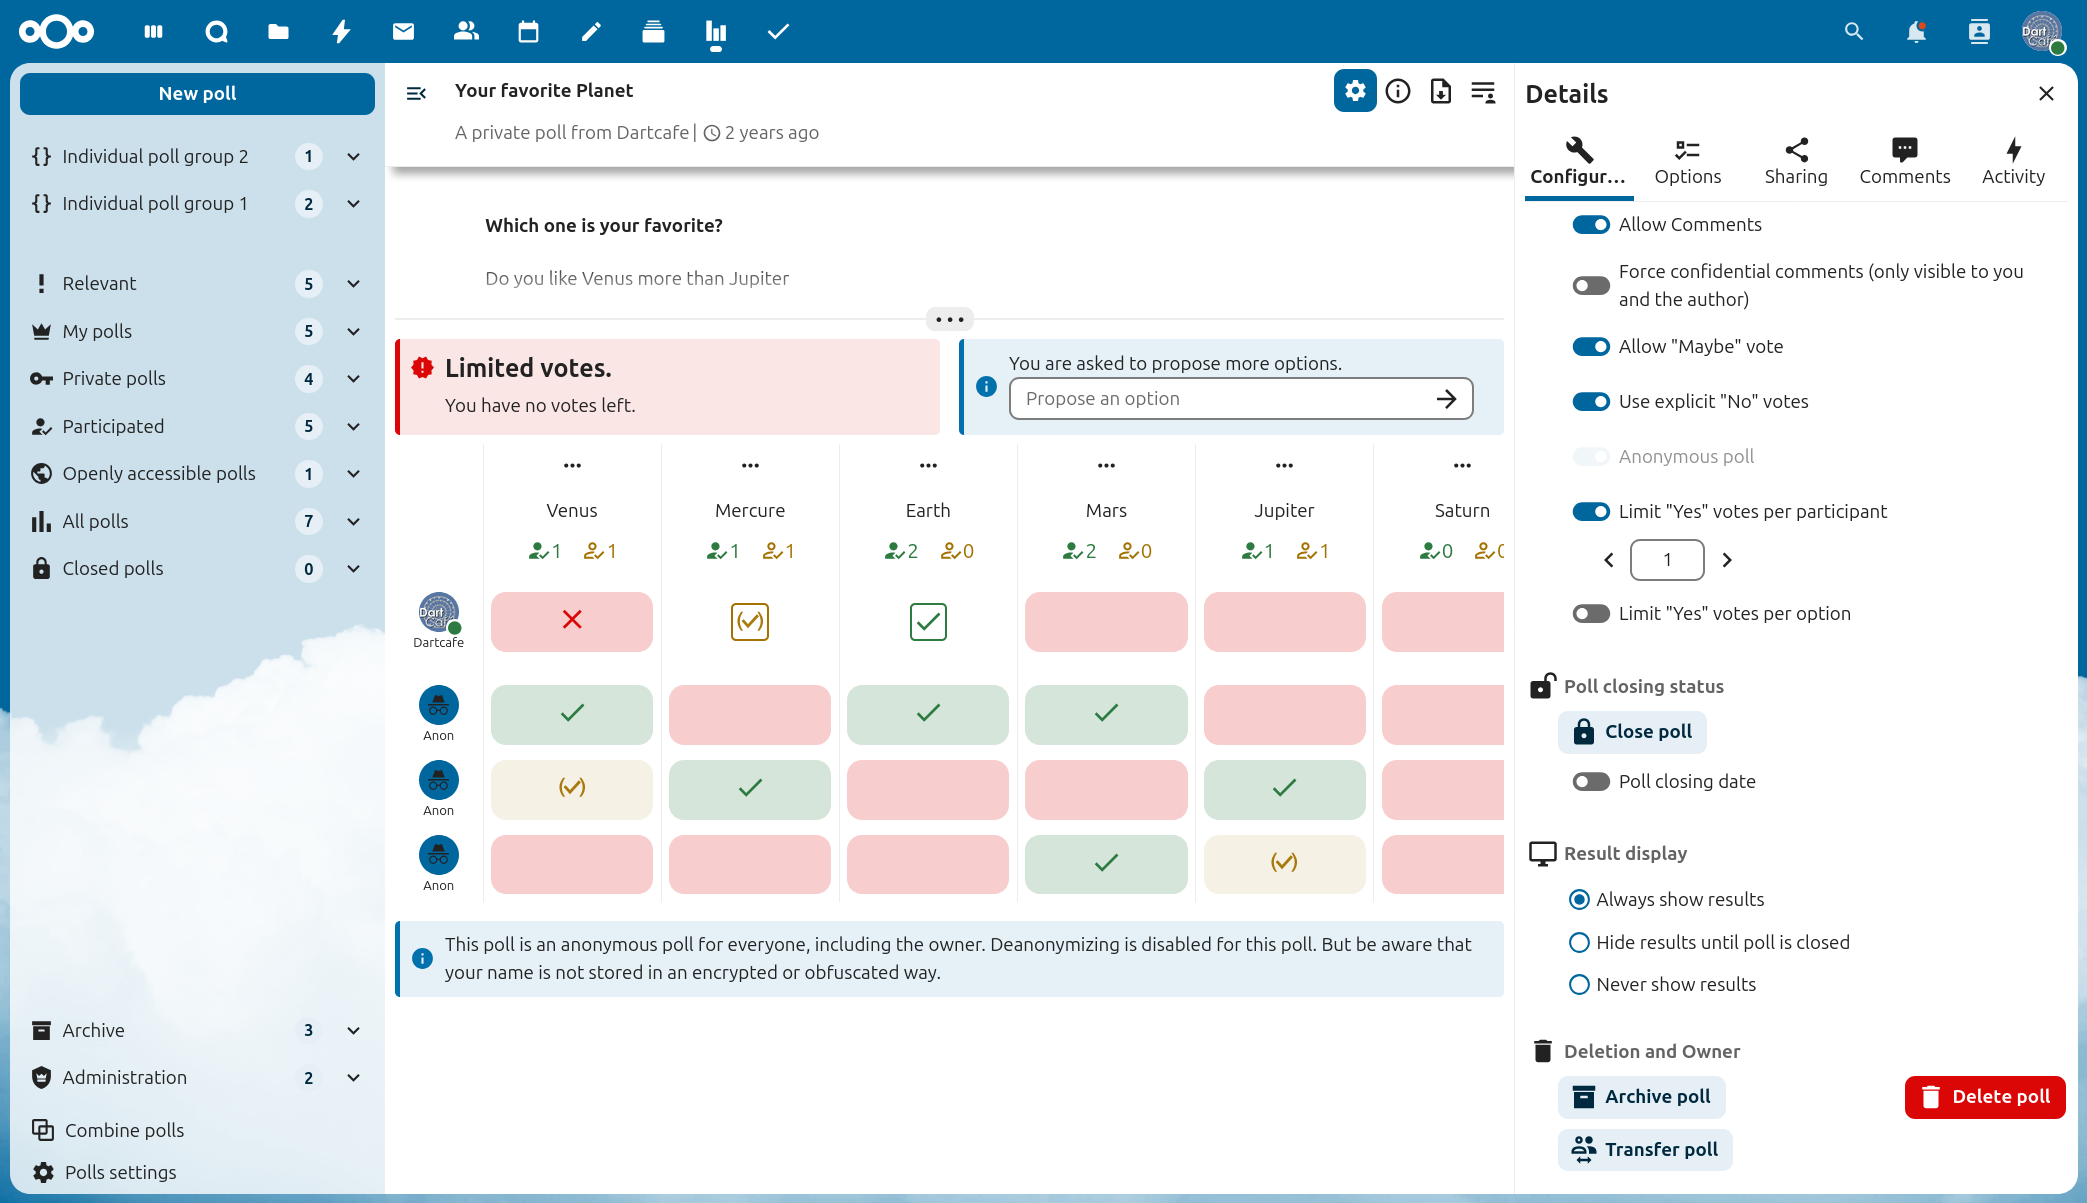 New poll
Individual poll group 2 1
Individual poll group 1 2
Relevant 5
My polls 5
Private polls 4
Participated 5
Openly accessible polls 1
All polls 7
Closed polls 0
Archive 3
Administration 2
Combine polls
Polls settings
Your favorite Planet
A private poll from Dartcafe | 2 years ago
Which one is your favorite?
Do you like Venus more than Jupiter
Limited votes.
You have no votes left.
You are asked to propose more options.
Propose an option
Venus Mercure Earth Mars Jupiter Saturn
1 1 1 1 2 0 2 0 1 1 0 0
Dart
Café
Dartcafe
Anon
Anon
Anon
This poll is an anonymous poll for everyone, including the owner. Deanonymizing is disabled for this poll. But be aware that
your name is not stored in an encrypted or obfuscated way.
Dart
Café
Details
Configur... Options Sharing Comments Activity
Allow Comments
Force confidential comments (only visible to you
and the author)
Allow "Maybe" vote
Use explicit "No" votes
Anonymous poll
Limit "Yes" votes per participant
1
Limit "Yes" votes per option
Poll closing status
Close poll
Poll closing date
Result display
Always show results
Hide results until poll is closed
Never show results
Deletion and Owner
Archive poll Delete poll
Transfer poll